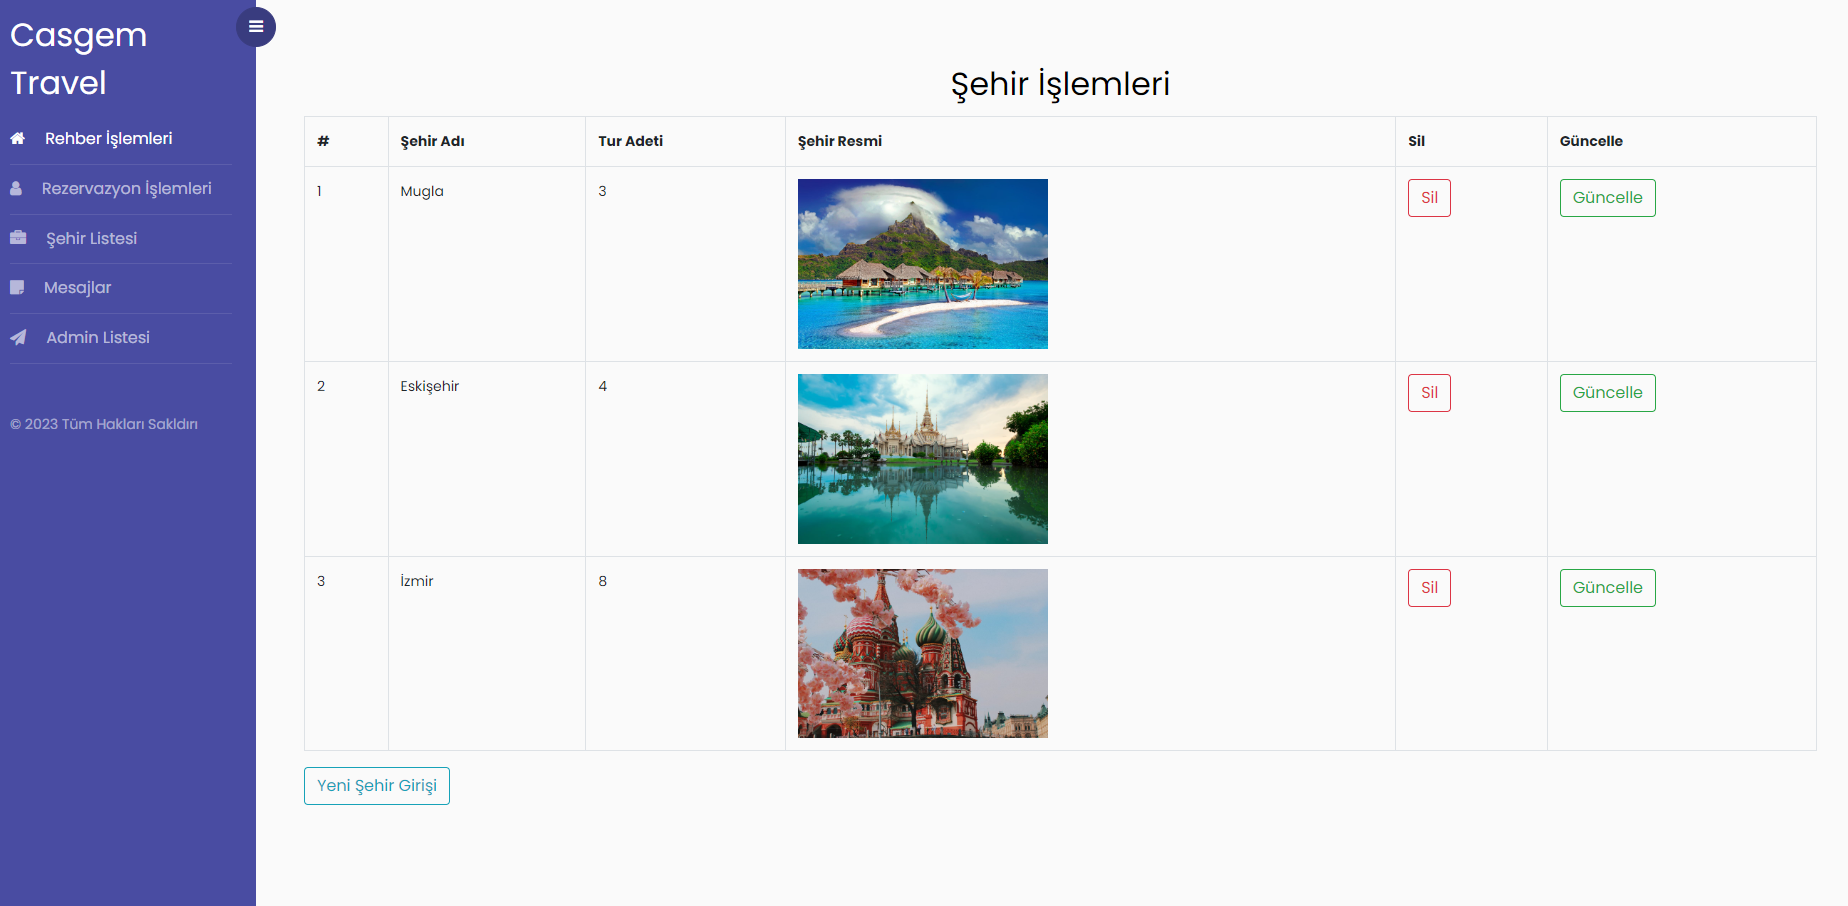 Casgem
Travel
Rehber İşlemleri
Rezervazyon İşlemleri
Şehir Listesi
Mesajlar
Admin Listesi
© 2023 Tüm Hakları Sakldırı
Şehir İşlemleri
# Şehir Adı Tur Adeti Şehir Resmi Sil Güncelle
1 Mugla 3 Sil Güncelle
2 Eskişehir 4 Sil Güncelle
3 İzmir 8 Sil Güncelle
Yeni Şehir Girişi